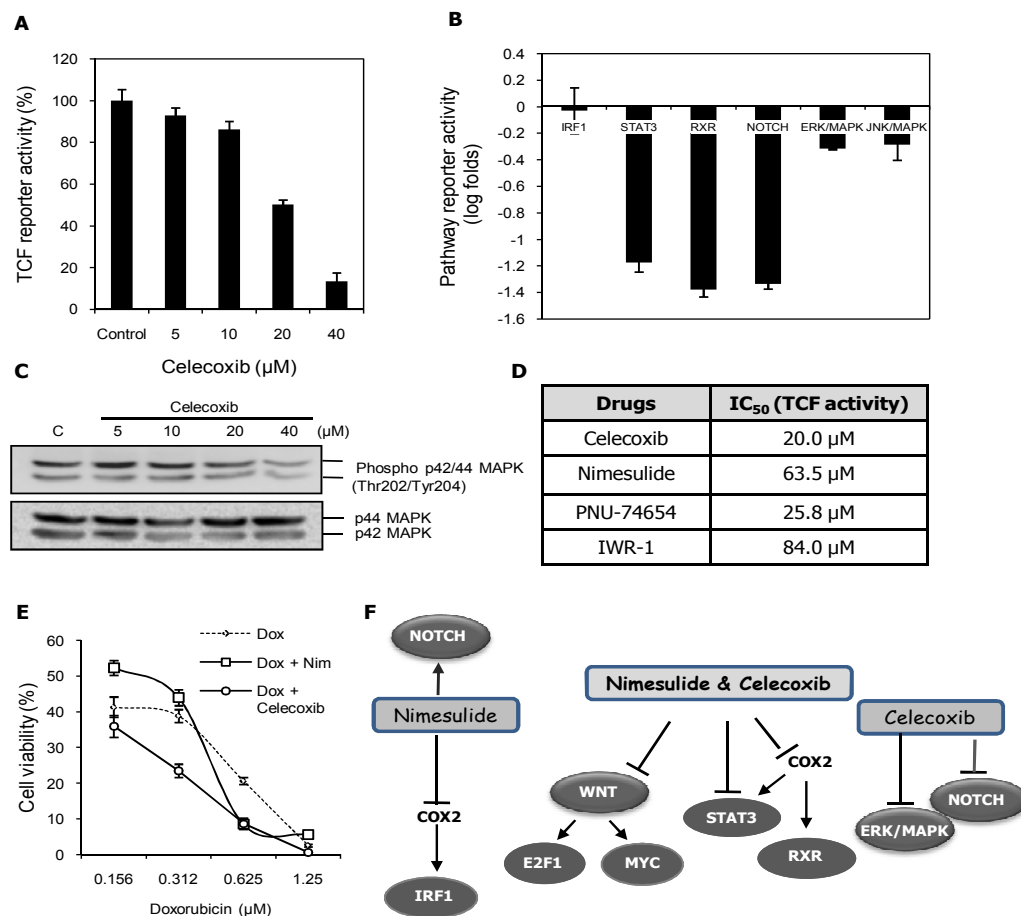 A
TCF reporter activity (%)
120
100
80
60
40
20
0
Control 5 10 20 40
Celecoxib (µM)
B
Pathway reporter activity
(log folds)
0.4
0.2
0
-0.2
-0.4
-0.6
-0.8
-1
-1.2
-1.4
-1.6
IRF1 STAT3 RXR NOTCH ERK/MAPK JNK/MAPK
C
Celecoxib
C 5 10 20 40 (µM)
Phospho p42/44 MAPK
(Thr202/Tyr204)
p44 MAPK
p42 MAPK
D
Drugs IC50 (TCF activity)
Celecoxib 20.0 µM
Nimesulide 63.5 µM
PNU-74654 25.8 µM
IWR-1 84.0 µM
E
Cell viability (%)
60
50
40
30
20
10
0
0.156 0.312 0.625 1.25
Doxorubicin (µM)
Dox
Dox + Nim
Dox +
Celecoxib
F
NOTCH
Nimesulide
COX2
IRF1
Nimesulide & Celecoxib
WNT
E2F1
MYC
STAT3
COX2
RXR
Celecoxib
ERK/MAPK
NOTCH